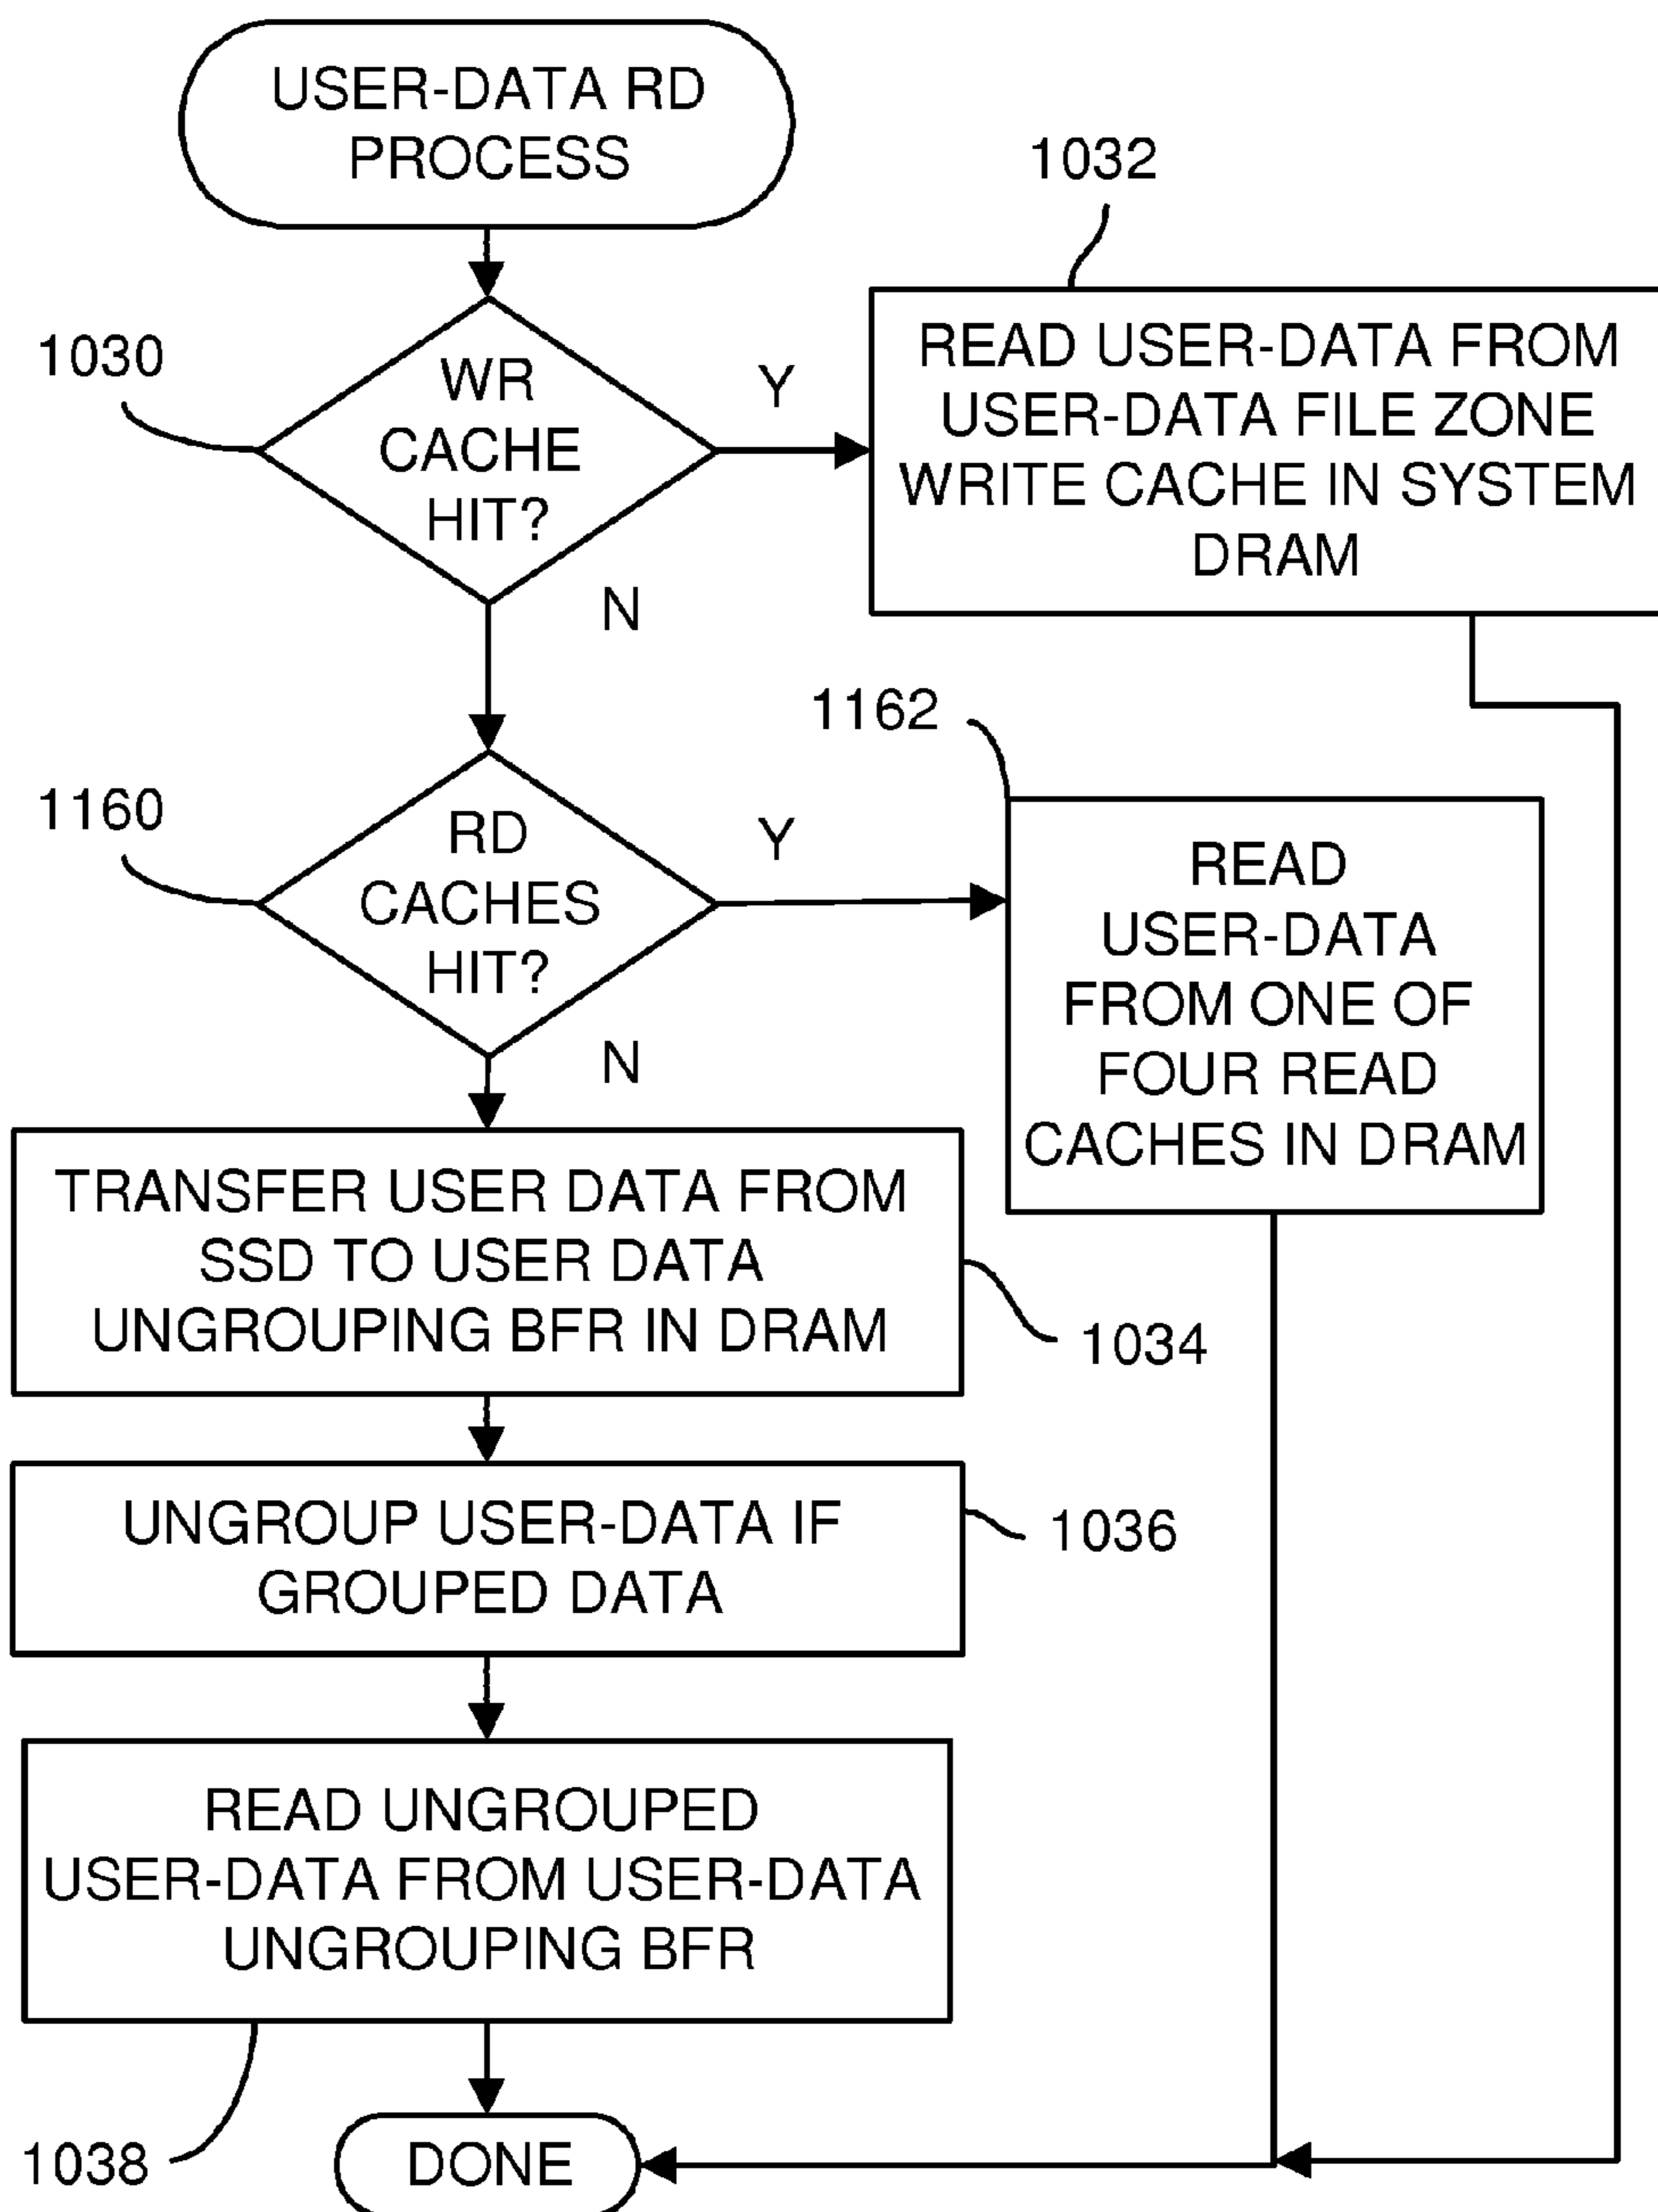 USER-DATA RD
PROCESS
1032
1030
WR
CACHE
HIT?
Y
READ USER-DATA FROM
USER-DATA FILE ZONE
WRITE CACHE IN SYSTEM
DRAM
N
1162
1160
RD
CACHES
HIT?
Y
READ
USER-DATA
FROM ONE OF
FOUR READ
CACHES IN DRAM
N
TRANSFER USER DATA FROM
SSD TO USER DATA
UNGROUPING BFR IN DRAM
1034
UNGROUP USER-DATA IF
GROUPED DATA
1036
READ UNGROUPED
USER-DATA FROM USER-DATA
UNGROUPING BFR
1038
DONE